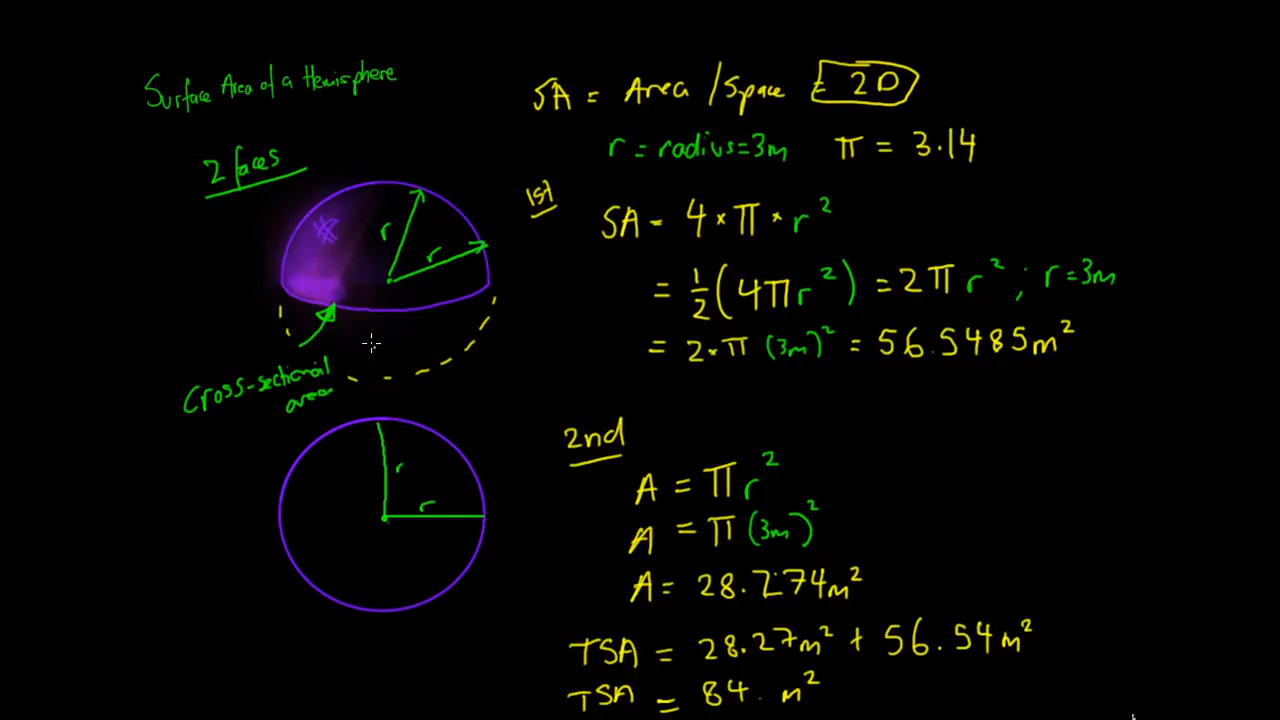 Surface Area of a Hemisphere
2 faces
r
r
Cross-sectional
area
r
r
SA = Area / Space = 2D
r = radius = 3m π = 3.14
1st
SA = 4 × π × r²
= 1/2 (4πr²) = 2πr² ; r = 3m
= 2 × π (3m)² = 56.5485m²
2nd
A = πr²
A = π (3m)²
A = 28.274m²
TSA = 28.27m² + 56.54m²
TSA = 84. m²